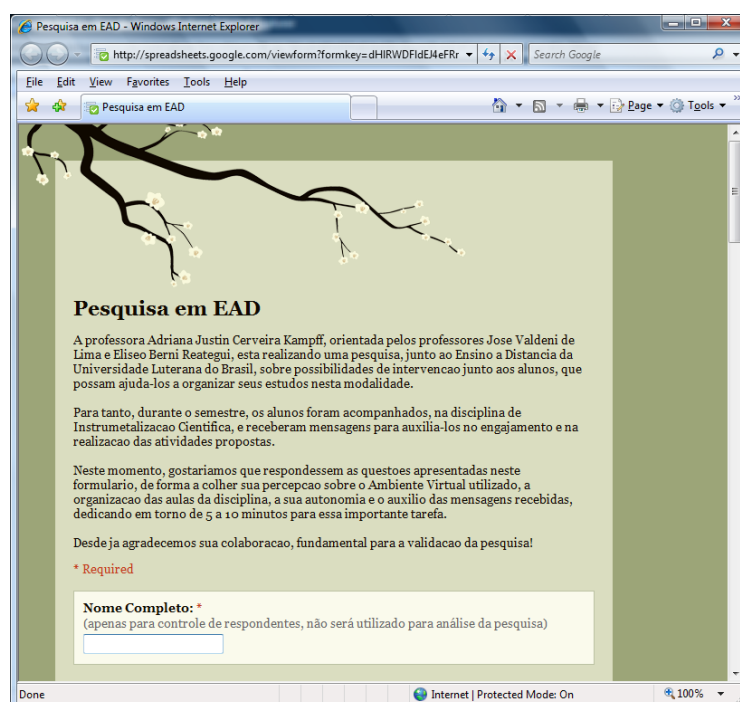 Pesquisa em EAD - Windows Internet Explorer
http://spreadsheets.google.com/viewform?formkey=dHlRWDFldEJ4eFRr
Search Google
File Edit View Favorites Tools Help
Pesquisa em EAD
Page Tools
Pesquisa em EAD
A professora Adriana Justin Cerveira Kampff, orientada pelos professores Jose Valdeni de
Lima e Eliseo Berni Reategui, esta realizando uma pesquisa, junto ao Ensino a Distancia da
Universidade Luterana do Brasil, sobre possibilidades de intervencao junto aos alunos, que
possam ajuda-los a organizar seus estudos nesta modalidade.
Para tanto, durante o semestre, os alunos foram acompanhados, na disciplina de
Instrumetalizacao Cientifica, e receberam mensagens para auxilia-los no engajamento e na
realizacao das atividades propostas.
Neste momento, gostariamos que respondessem as questoes apresentadas neste
formulario, de forma a colher sua percepcao sobre o Ambiente Virtual utilizado, a
organizacao das aulas da disciplina, a sua autonomia e o auxilio das mensagens recebidas,
dedicando em torno de 5 a 10 minutos para essa importante tarefa.
Desde ja agradecemos sua colaboracao, fundamental para a validacao da pesquisa!
* Required
Nome Completo: *
(apenas para controle de respondentes, não será utilizado para análise da pesquisa)
Done
Internet | Protected Mode: On
100%